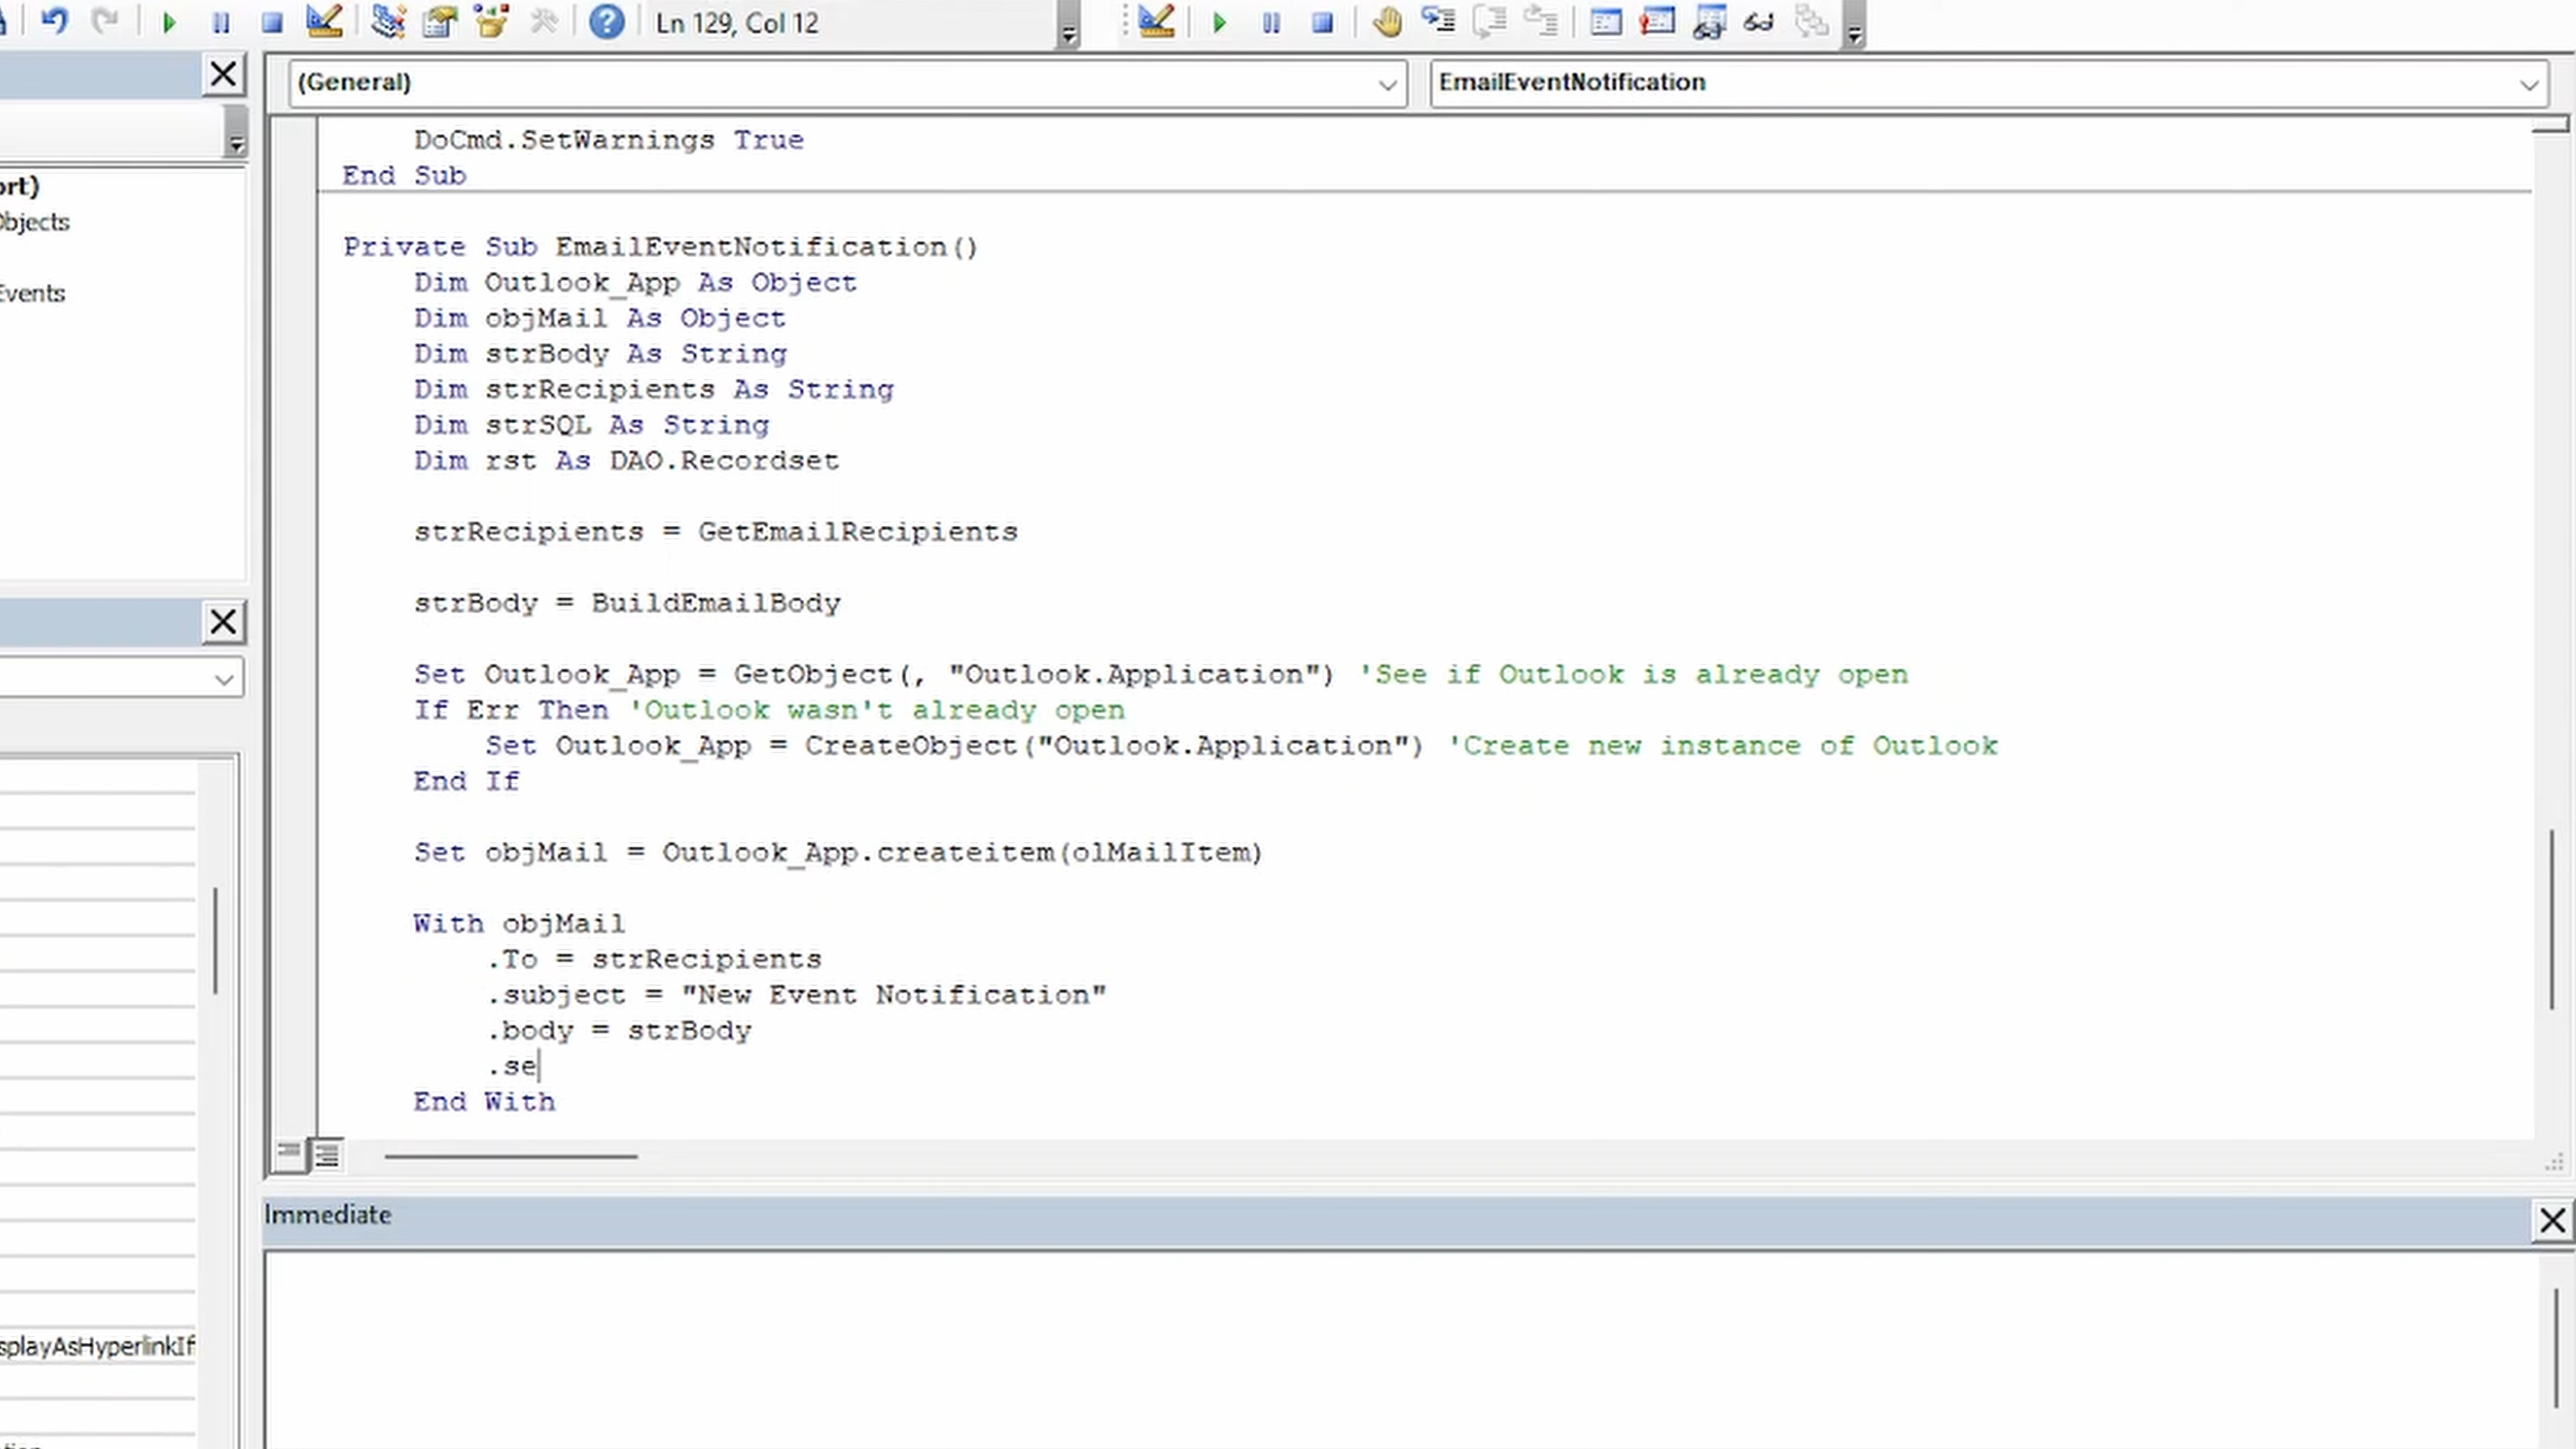 Ln 129, Col 12
(General)
EmailEventNotification
ort)
Objects
Events
DoCmd.SetWarnings True
End Sub
Private Sub EmailEventNotification()
Dim Outlook_App As Object
Dim objMail As Object
Dim strBody As String
Dim strRecipients As String
Dim strSQL As String
Dim rst As DAO.Recordset
strRecipients = GetEmailRecipients
strBody = BuildEmailBody
Set Outlook_App = GetObject(, "Outlook.Application") 'See if Outlook is already open
If Err Then 'Outlook wasn't already open
Set Outlook_App = CreateObject("Outlook.Application") 'Create new instance of Outlook
End If
Set objMail = Outlook_App.createitem(olMailItem)
With objMail
.To = strRecipients
.subject = "New Event Notification"
.body = strBody
.se
End With
Immediate
splayAsHyperlinkIf